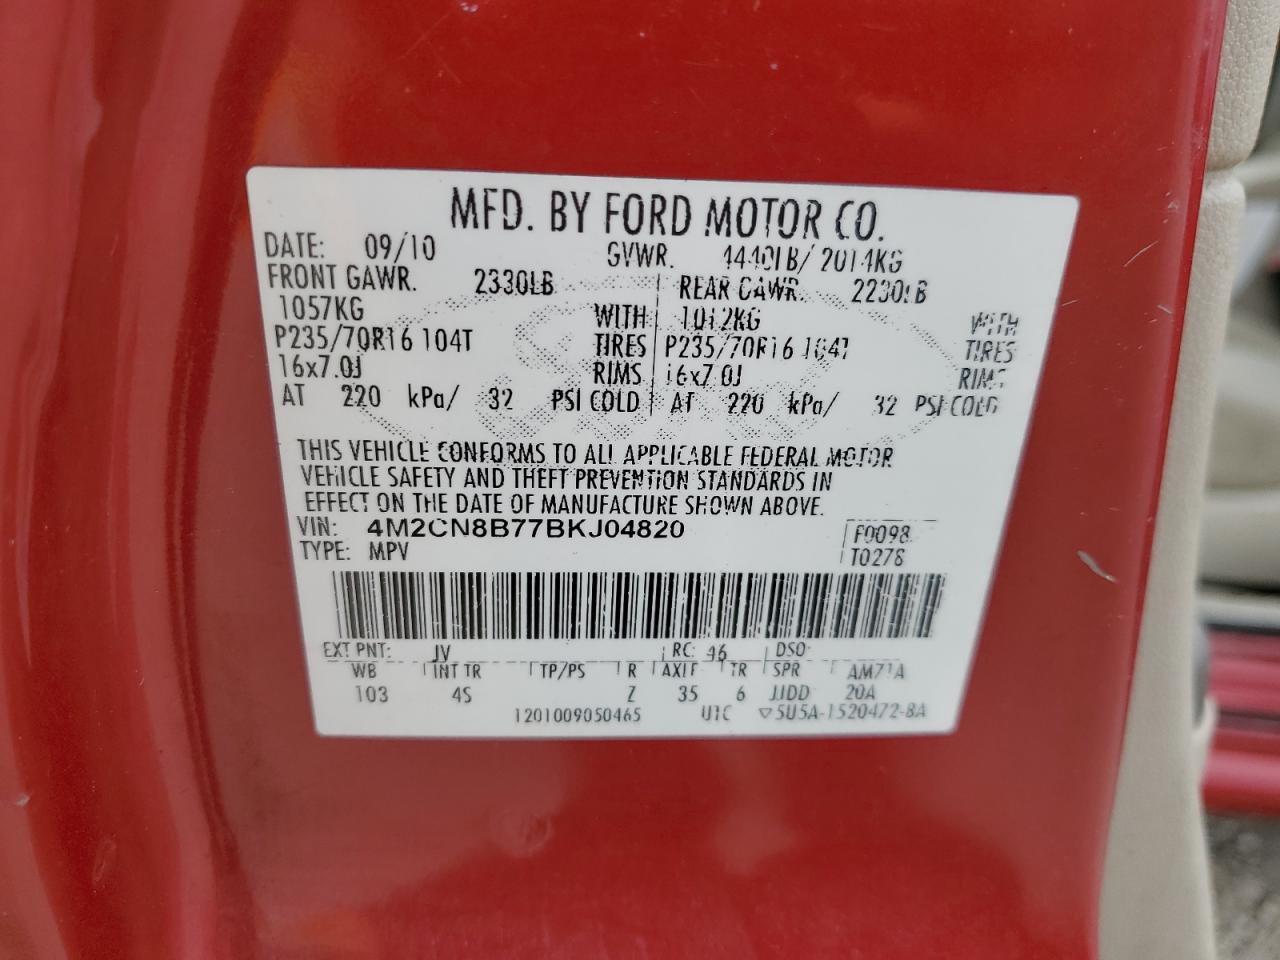 MFD. BY FORD MOTOR CO.
DATE: 09/10 GVWR. 4440LB/ 2014KG
FRONT GAWR. 2330LB REAR GAWR. 2230LB
1057KG WITH 1012KG WITH
P235/70R16 104T TIRES P235/70R16 104T TIRES
16x7.0J RIMS 16x7.0J RIMS
AT 220 kPa/ 32 PSI COLD AT 220 kPa/ 32 PSI COLD
THIS VEHICLE CONFORMS TO ALL APPLICABLE FEDERAL MOTOR
VEHICLE SAFETY AND THEFT PREVENTION STANDARDS IN
EFFECT ON THE DATE OF MANUFACTURE SHOWN ABOVE.
VIN: 4M2CN8B77BKJ04820 F0098
TYPE: MPV T0278
EXT PNT: JV RC: 46 DSO:
WB INT TR TP/PS R AXLE TR SPR AM71A
103 4S Z 35 6 JJDD 20A
1201009050465 UTC ▽5U5A-1520472-BA